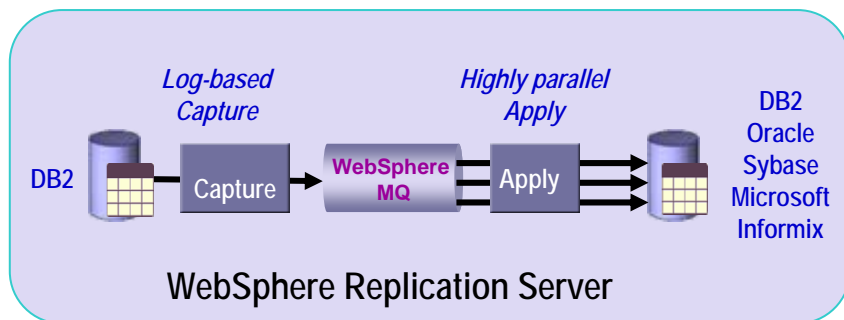 Log-based
Capture
Highly parallel
Apply
DB2
Capture
WebSphere
MQ
Apply
DB2
Oracle
Sybase
Microsoft
Informix
WebSphere Replication Server